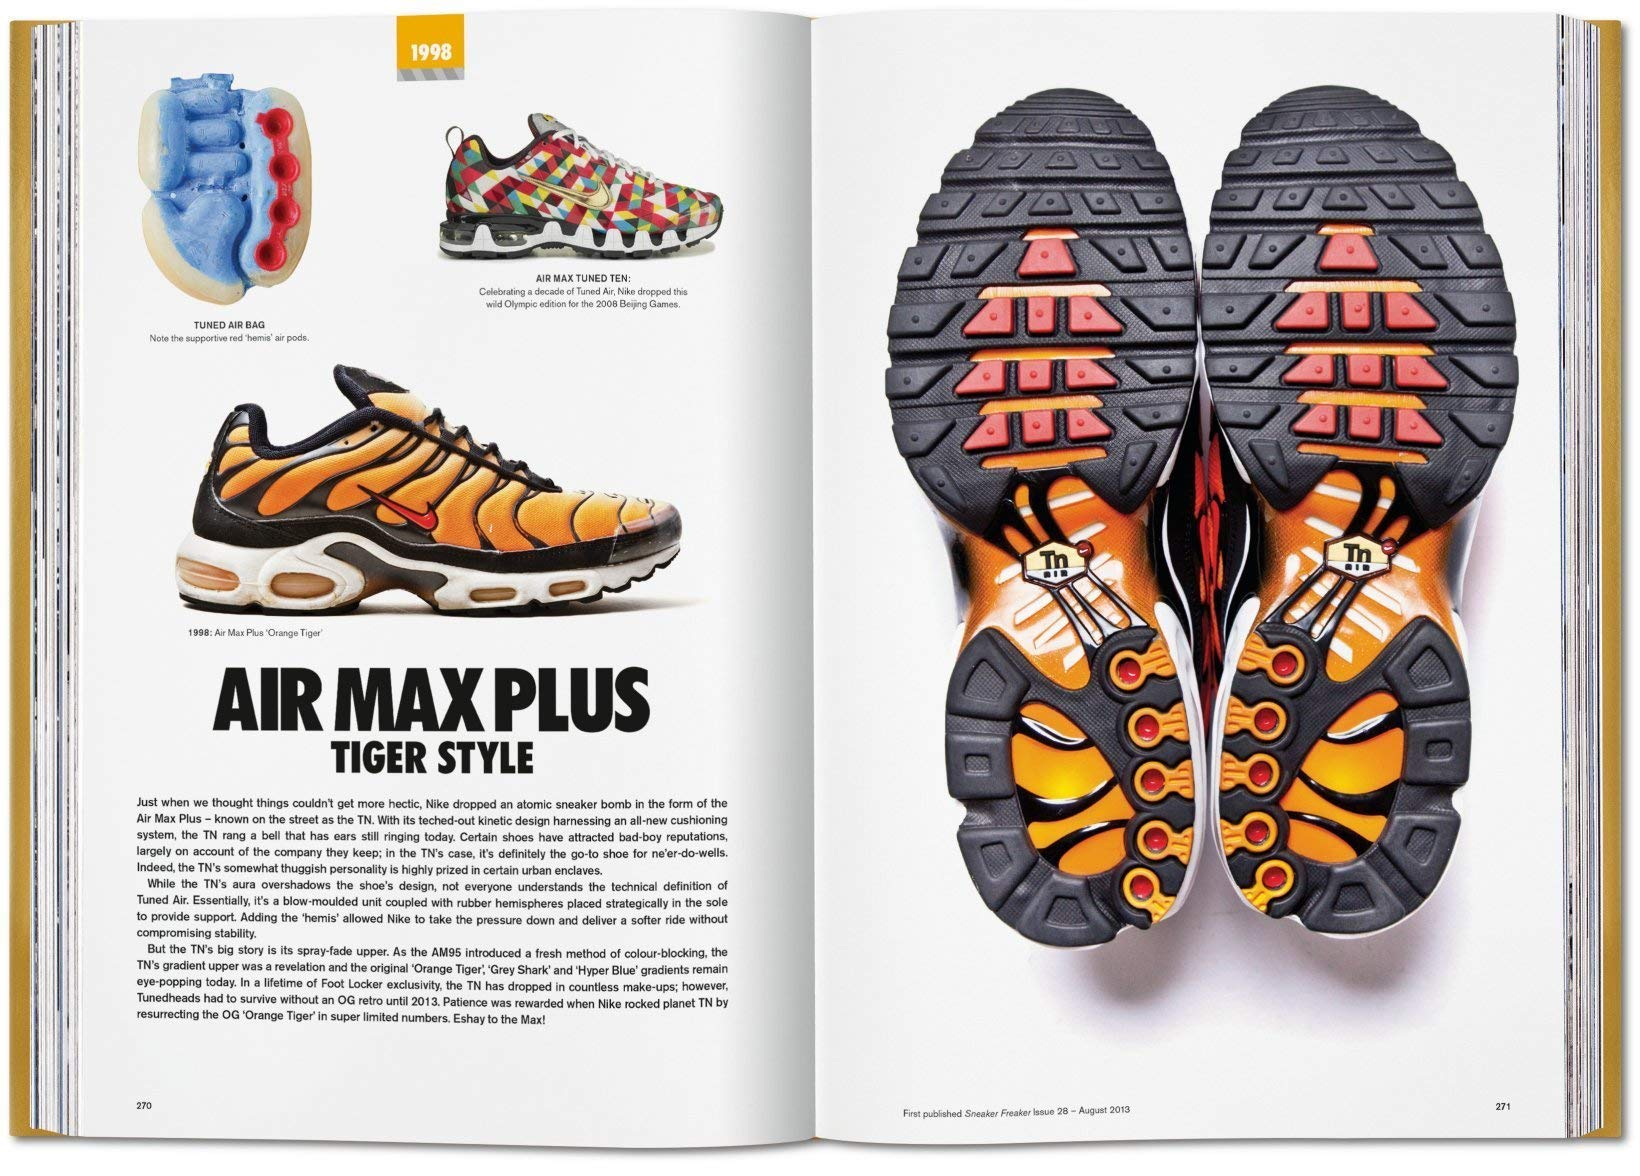 1998
TUNED AIR BAG
Note the supportive red 'hemis' air pods.
AIR MAX TUNED TEN:
Celebrating a decade of Tuned Air, Nike dropped this
wild Olympic edition for the 2008 Beijing Games.
1998: Air Max Plus 'Orange Tiger'
AIR MAX PLUS
TIGER STYLE
Just when we thought things couldn't get more hectic, Nike dropped an atomic sneaker bomb in the form of the
Air Max Plus – known on the street as the TN. With its teched-out kinetic design harnessing an all-new cushioning
system, the TN rang a bell that has ears still ringing today. Certain shoes have attracted bad-boy reputations,
largely on account of the company they keep; in the TN's case, it's definitely the go-to shoe for ne'er-do-wells.
Indeed, the TN's somewhat thuggish personality is highly prized in certain urban enclaves.
While the TN's aura overshadows the shoe's design, not everyone understands the technical definition of
Tuned Air. Essentially, it's a blow-moulded unit coupled with rubber hemispheres placed strategically in the sole
to provide support. Adding the 'hemis' allowed Nike to take the pressure down and deliver a softer ride without
compromising stability.
But the TN's big story is its spray-fade upper. As the AM95 introduced a fresh method of colour-blocking, the
TN's gradient upper was a revelation and the original 'Orange Tiger', 'Grey Shark' and 'Hyper Blue' gradients remain
eye-popping today. In a lifetime of Foot Locker exclusivity, the TN has dropped in countless make-ups; however,
Tunedheads had to survive without an OG retro until 2013. Patience was rewarded when Nike rocked planet TN by
resurrecting the OG 'Orange Tiger' in super limited numbers. Eshay to the Max!
270
Tn
AIR
Tn
AIR
First published Sneaker Freaker Issue 28 – August 2013
271